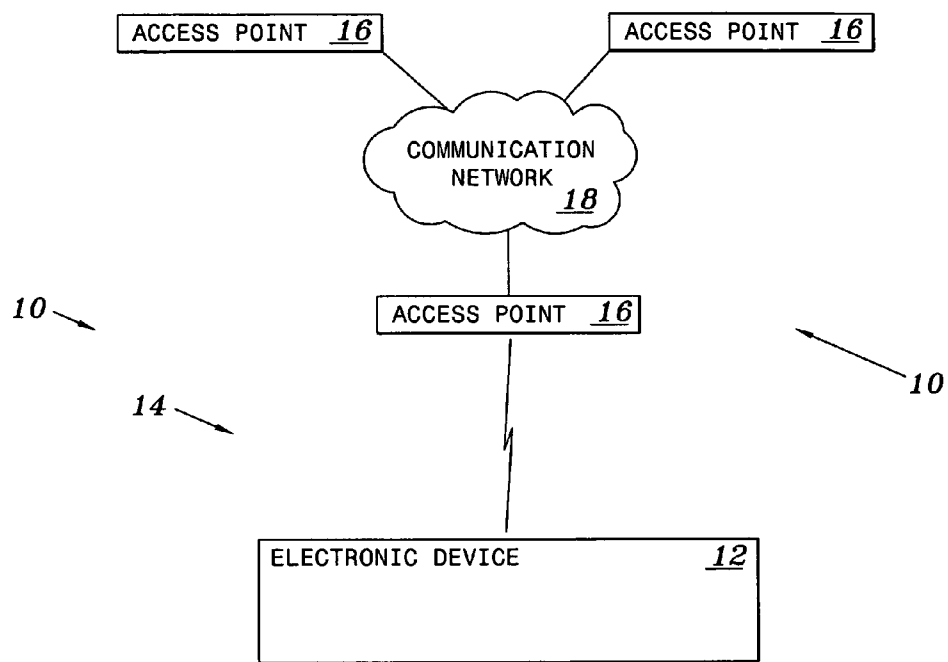 ACCESS POINT 16
ACCESS POINT 16
COMMUNICATION
NETWORK
18
10
ACCESS POINT 16
10
14
ELECTRONIC DEVICE 12